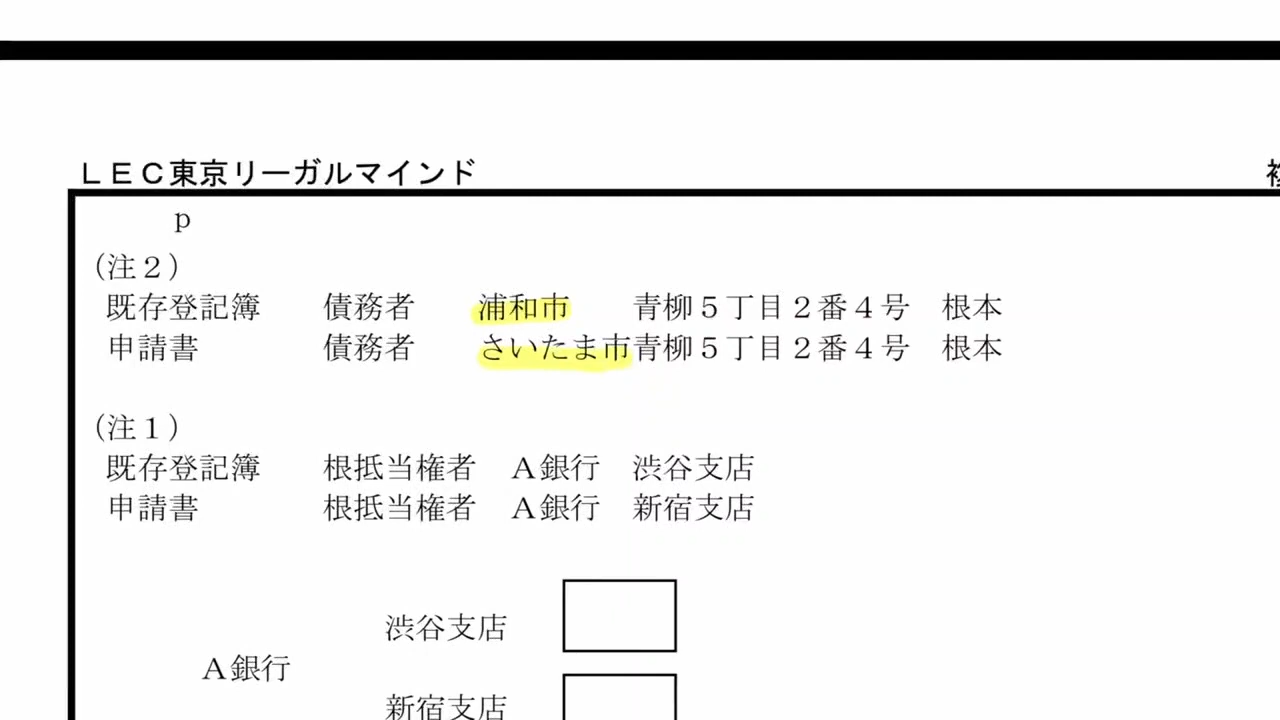 ＬＥＣ東京リーガルマインド
p
（注２）
既存登記簿　　債務者　　浦和市　　青柳５丁目２番４号　根本
申請書　　　　債務者　　さいたま市青柳５丁目２番４号　根本
（注１）
既存登記簿　　根抵当権者　Ａ銀行　渋谷支店
申請書　　　　根抵当権者　Ａ銀行　新宿支店
渋谷支店
Ａ銀行
新宿支店